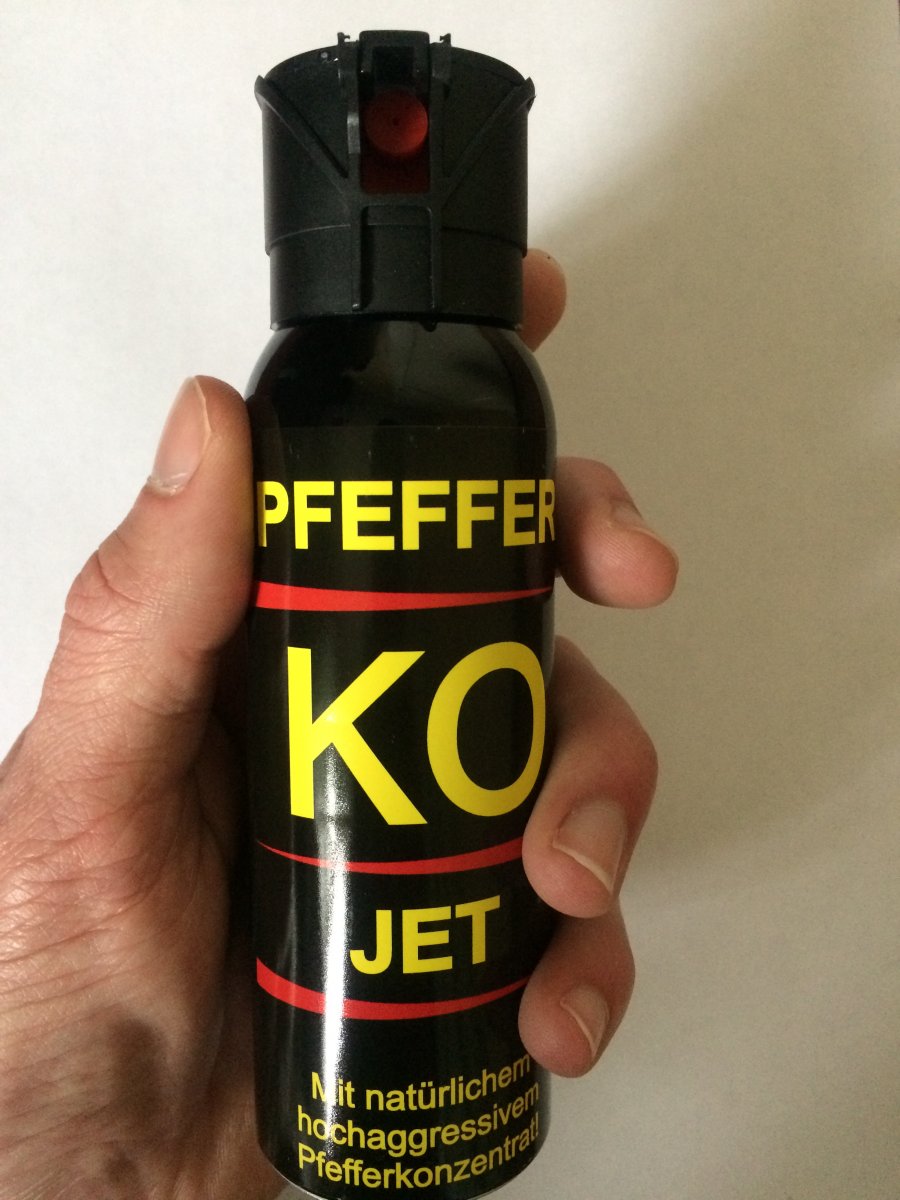 PFEFFER
KO
JET
Mit natürlichem
hochaggressivem
Pfefferkonzentrat!